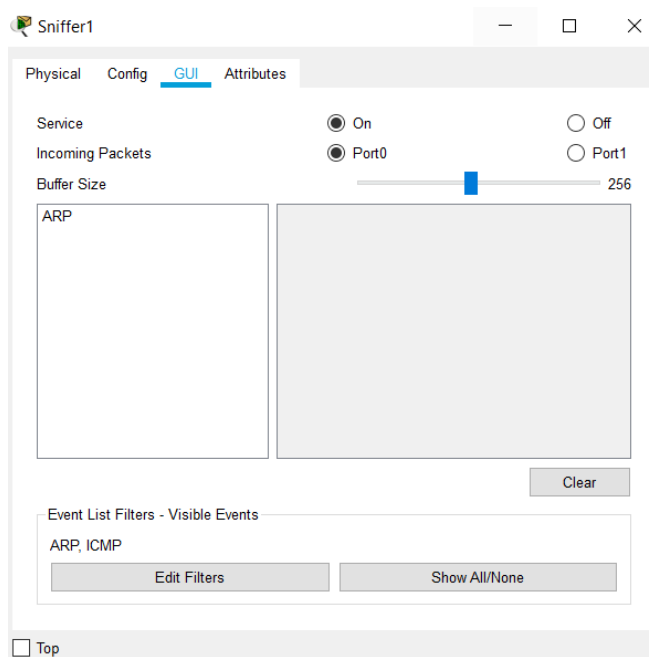 Sniffer1
Physical Config GUI Attributes
Service On Off
Incoming Packets Port0 Port1
Buffer Size 256
ARP
Clear
Event List Filters - Visible Events
ARP, ICMP
Edit Filters Show All/None
Top